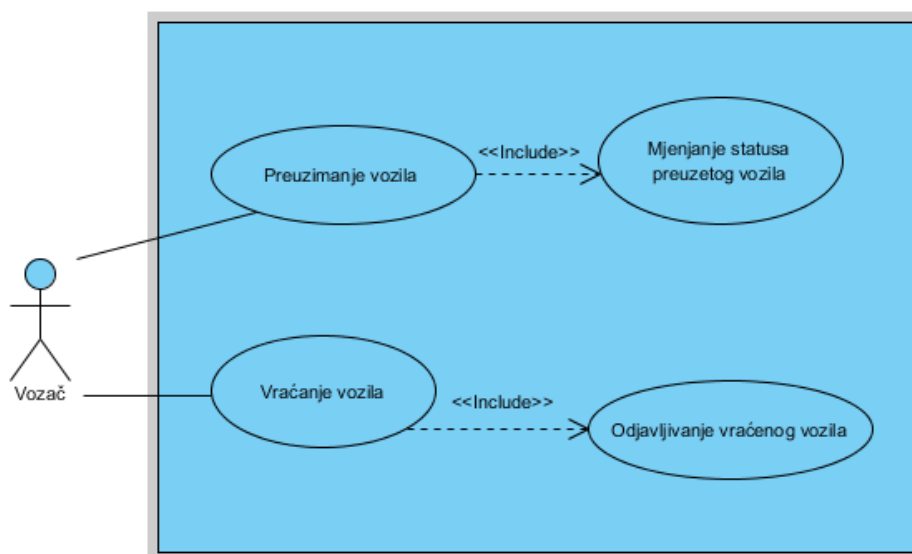 Preuzimanje vozila
<<Include>>
Mjenjanje statusa
preuzetog vozila
Vozač
Vraćanje vozila
<<Include>>
Odjavljivanje vraćenog vozila